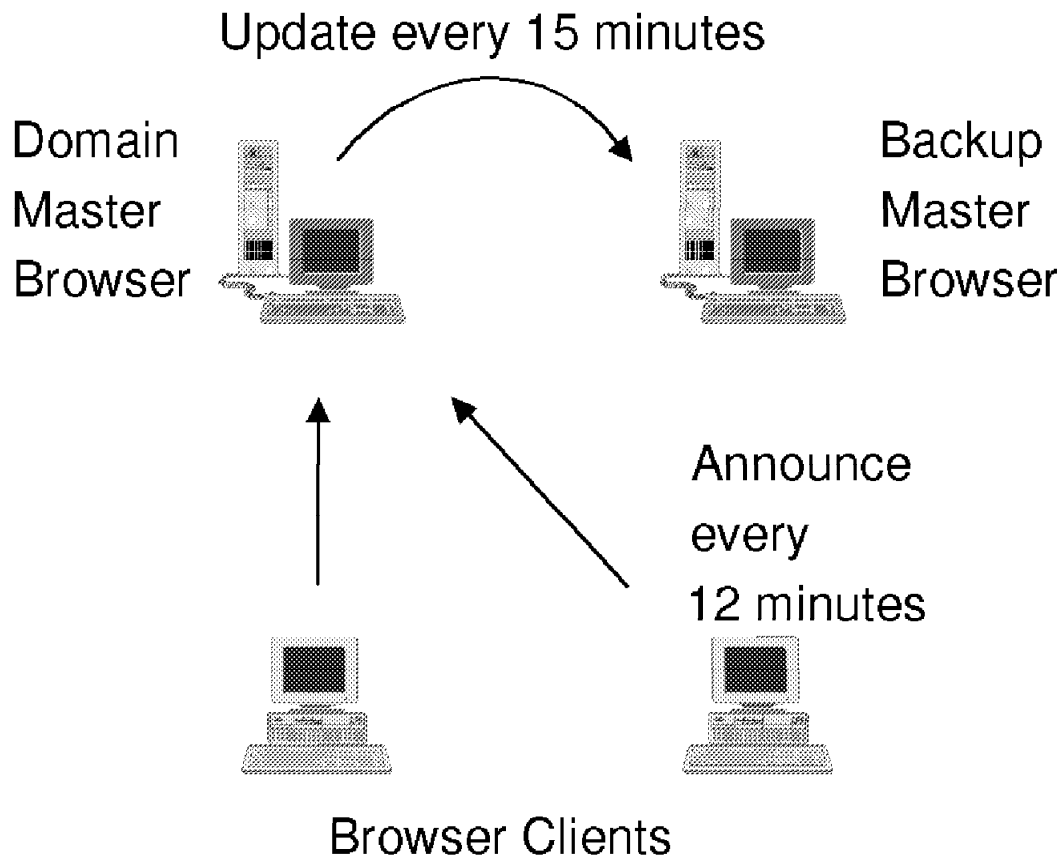 Update every 15 minutes
Domain
Master
Browser
Backup
Master
Browser
Announce
every
12 minutes
Browser Clients